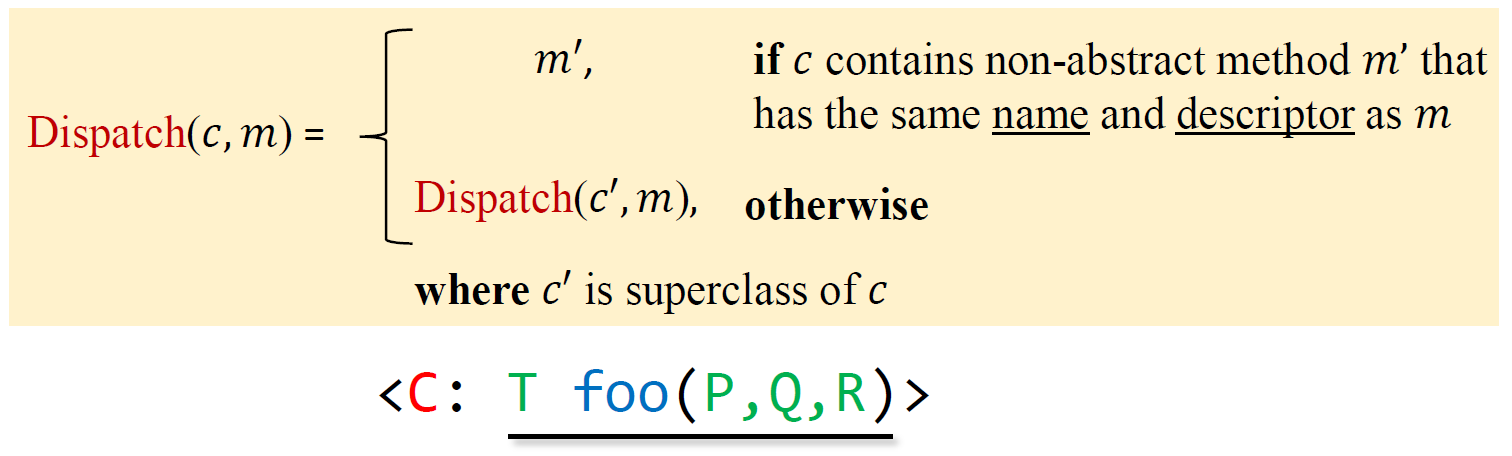 m′, if c contains non-abstract method m’ that
Dispatch(c, m) = has the same name and descriptor as m
Dispatch(c′, m), otherwise
where c′ is superclass of c
<C: T foo(P,Q,R)>